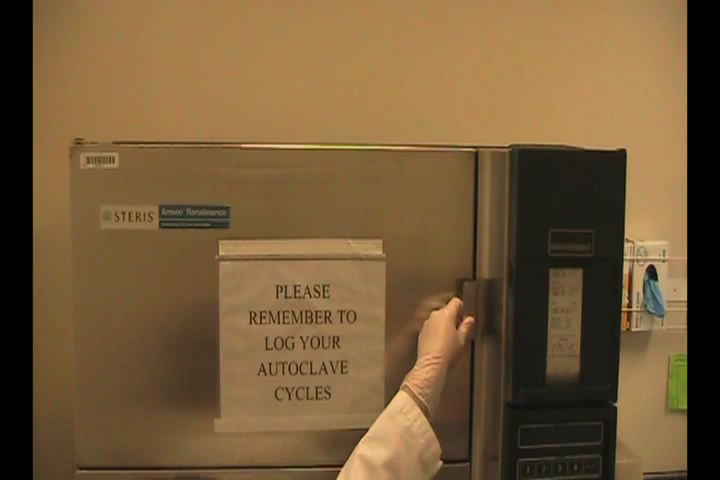 STERIS
Amsco Renaissance
PLEASE
REMEMBER TO
LOG YOUR
AUTOCLAVE
CYCLES